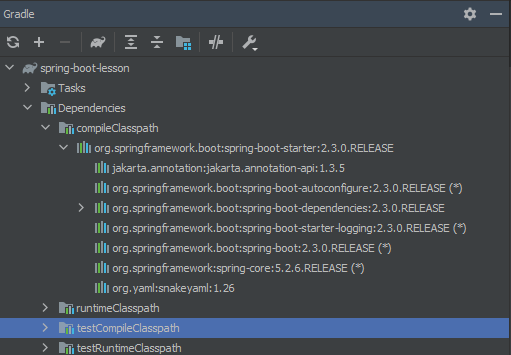 Gradle
spring-boot-lesson
Tasks
Dependencies
compileClasspath
org.springframework.boot:spring-boot-starter:2.3.0.RELEASE
jakarta.annotation:jakarta.annotation-api:1.3.5
org.springframework.boot:spring-boot-autoconfigure:2.3.0.RELEASE (*)
org.springframework.boot:spring-boot-dependencies:2.3.0.RELEASE
org.springframework.boot:spring-boot-starter-logging:2.3.0.RELEASE (*)
org.springframework.boot:spring-boot:2.3.0.RELEASE (*)
org.springframework:spring-core:5.2.6.RELEASE (*)
org.yaml:snakeyaml:1.26
runtimeClasspath
testCompileClasspath
testRuntimeClasspath